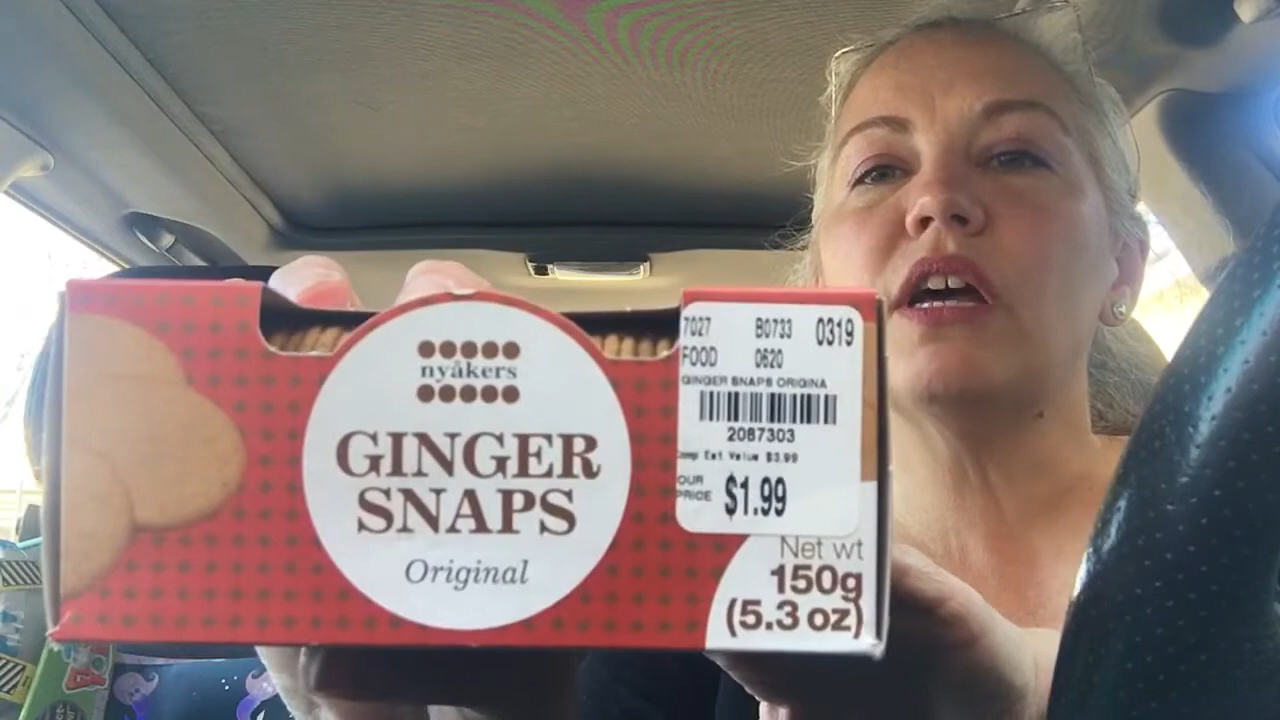 nyåkers
GINGER
SNAPS
Original
7027 B0733 0319
FOOD 0620
GINGER SNAPS ORIGINA
2087303
omp Est Value $3.99
OUR
PRICE $1.99
Net wt
150g
(5.3 oz)